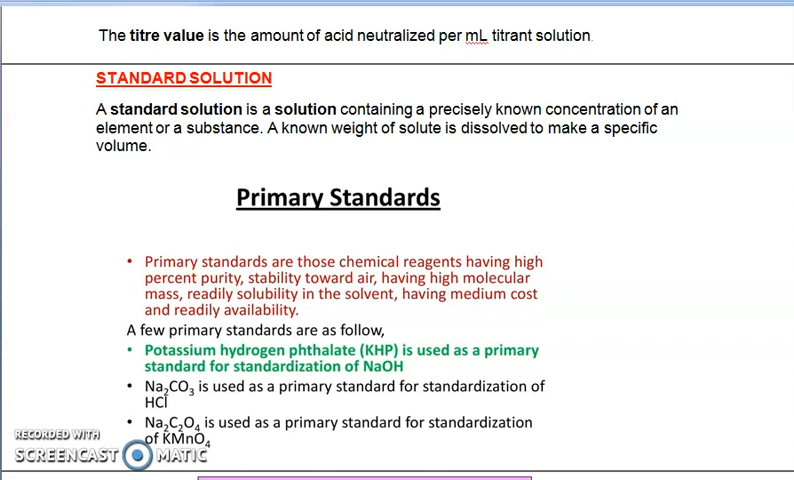 The titre value is the amount of acid neutralized per mL titrant solution.
STANDARD SOLUTION
A standard solution is a solution containing a precisely known concentration of an
element or a substance. A known weight of solute is dissolved to make a specific
volume.
Primary Standards
• Primary standards are those chemical reagents having high
percent purity, stability toward air, having high molecular
mass, readily solubility in the solvent, having medium cost
and readily availability.
A few primary standards are as follow,
• Potassium hydrogen phthalate (KHP) is used as a primary
standard for standardization of NaOH
• Na₂CO₃ is used as a primary standard for standardization of
HCl
• Na₂C₂O₄ is used as a primary standard for standardization
of KMnO₄
RECORDED WITH
SCREENCAST MATIC